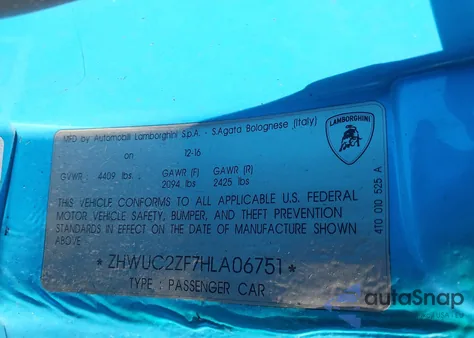 MFD by Automobili Lamborghini S.p.A. - S.Agata Bolognese (Italy)
on 12-16
GVWR : 4409 lbs. GAWR (F) GAWR (R)
2094 lbs 2425 lbs
THIS VEHICLE CONFORMS TO ALL APPLICABLE U.S. FEDERAL
MOTOR VEHICLE SAFETY, BUMPER, AND THEFT PREVENTION
STANDARDS IN EFFECT ON THE DATE OF MANUFACTURE SHOWN
ABOVE
*ZHWUC2ZF7HLA06751*
TYPE : PASSENGER CAR
LAMBORGHINI
410 010 525 A
autoSnap